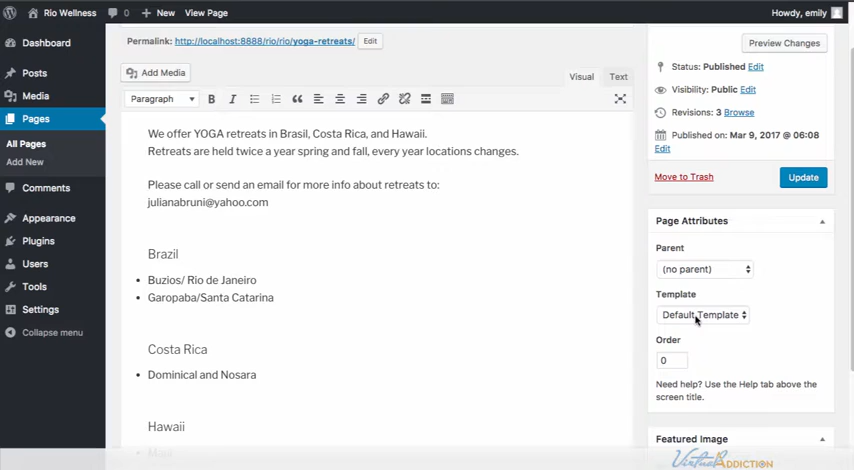 Rio Wellness
0
New
View Page
Howdy, emily
Dashboard
Posts
Media
Pages
All Pages
Add New
Comments
Appearance
Plugins
Users
Tools
Settings
Collapse menu
Permalink: http://localhost:8888/rio/rio/yoga-retreats/ Edit
Add Media
Visual Text
Paragraph
We offer YOGA retreats in Brasil, Costa Rica, and Hawaii.
Retreats are held twice a year spring and fall, every year locations changes.
Please call or send an email for more info about retreats to:
julianabruni@yahoo.com
Brazil
Buzios/ Rio de Janeiro
Garopaba/Santa Catarina
Costa Rica
Dominical and Nosara
Hawaii
Maui
Preview Changes
Status: Published Edit
Visibility: Public Edit
Revisions: 3 Browse
Published on: Mar 9, 2017 @ 06:08
Edit
Move to Trash
Update
Page Attributes
Parent
(no parent)
Template
Default Template
Order
0
Need help? Use the Help tab above the
screen title.
Featured Image
Virtual ADDICTION